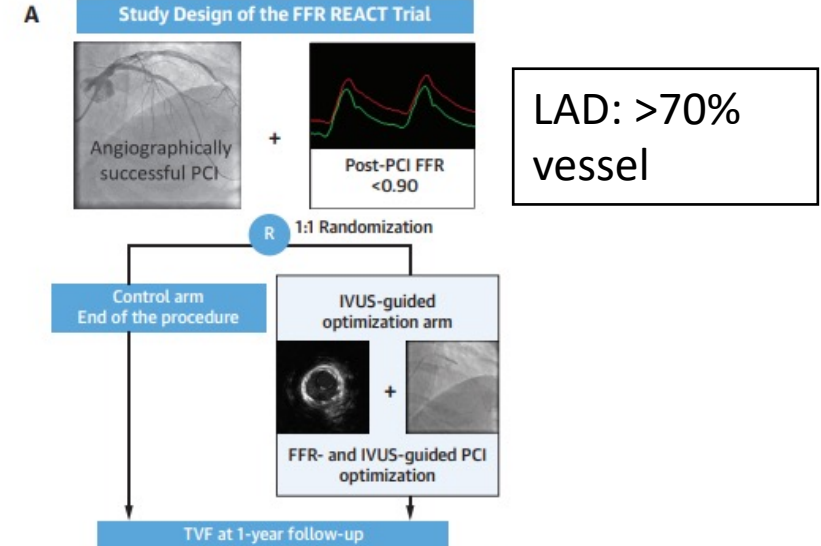 A
Study Design of the FFR REACT Trial
Angiographically
successful PCI
+
Post-PCI FFR
<0.90
LAD: >70%
vessel
R
1:1 Randomization
Control arm
End of the procedure
IVUS-guided
optimization arm
+
FFR- and IVUS-guided PCI
optimization
TVF at 1-year follow-up